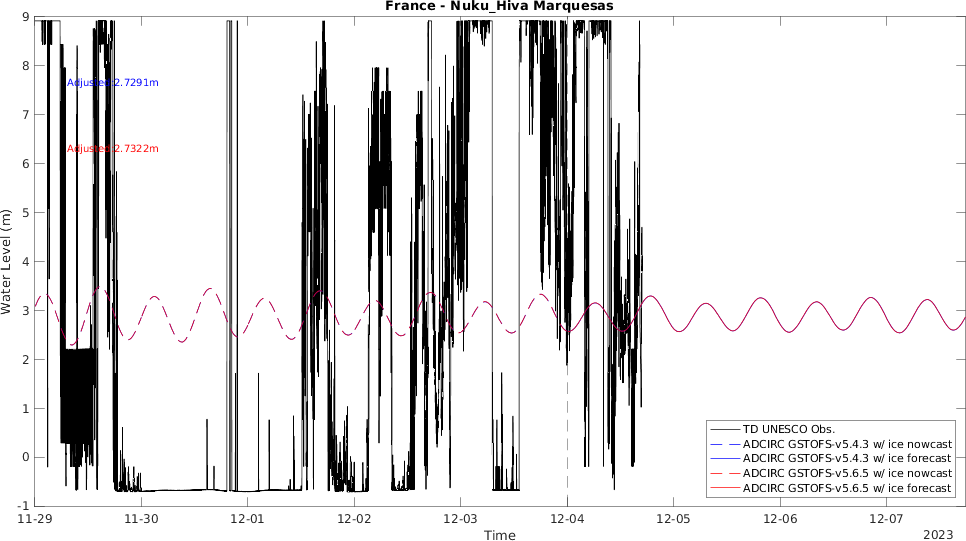 France - Nuku_Hiva Marquesas
9
8
7
6
5
4
3
2
1
0
-1
Water Level (m)
Adjusted:2.7291m
Adjusted:2.7322m
TD UNESCO Obs.
ADCIRC GSTOFS-v5.4.3 w/ ice nowcast
ADCIRC GSTOFS-v5.4.3 w/ ice forecast
ADCIRC GSTOFS-v5.6.5 w/ ice nowcast
ADCIRC GSTOFS-v5.6.5 w/ ice forecast
11-29 11-30 12-01 12-02 12-03 12-04 12-05 12-06 12-07
Time
2023